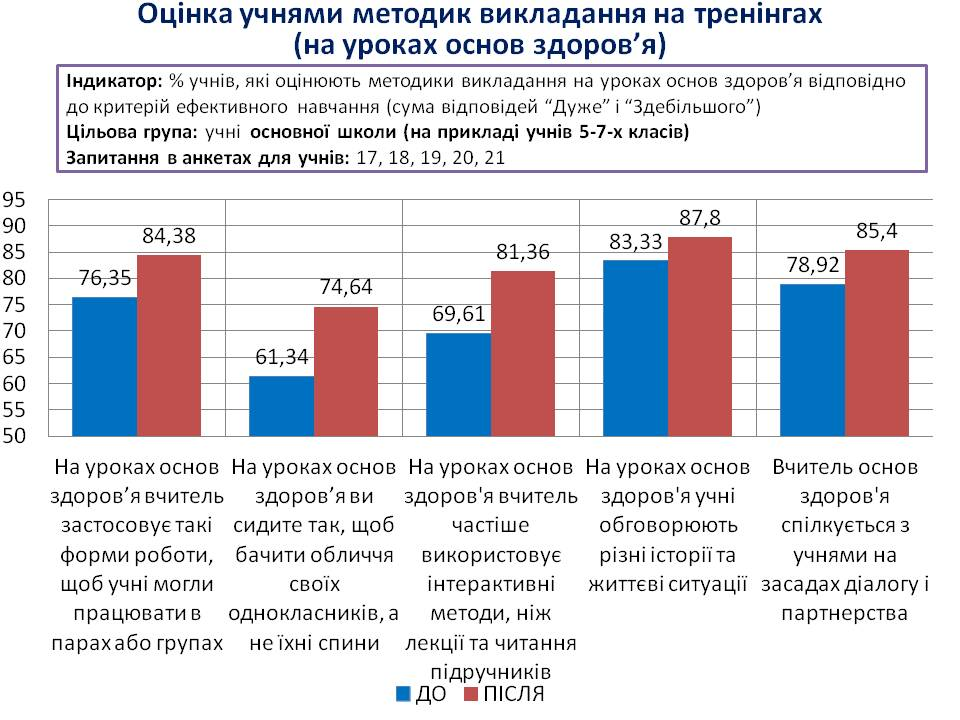 Оцінка учнями методик викладання на тренінгах
(на уроках основ здоров’я)
Індикатор: % учнів, які оцінюють методики викладання на уроках основ здоров’я відповідно
до критерій ефективного навчання (сума відповідей “Дуже” і “Здебільшого”)
Цільова група: учні основної школи (на прикладі учнів 5-7-х класів)
Запитання в анкетах для учнів: 17, 18, 19, 20, 21
95
90
85
80
75
70
65
60
55
50
76,35
84,38
61,34
74,64
69,61
81,36
83,33
87,8
78,92
85,4
На уроках основ
здоров’я вчитель
застосовує такі
форми роботи,
щоб учні могли
працювати в
парах або групах
На уроках основ
здоров’я ви
сидите так, щоб
бачити обличчя
своїх
однокласників, а
не їхні спини
На уроках основ
здоров'я вчитель
частіше
використовує
інтерактивні
методи, ніж
лекції та читання
підручників
На уроках основ
здоров'я учні
обговорюють
різні історії та
життєві ситуації
Вчитель основ
здоров'я
спілкується з
учнями на
засадах діалогу і
партнерства
ДО
ПІСЛЯ